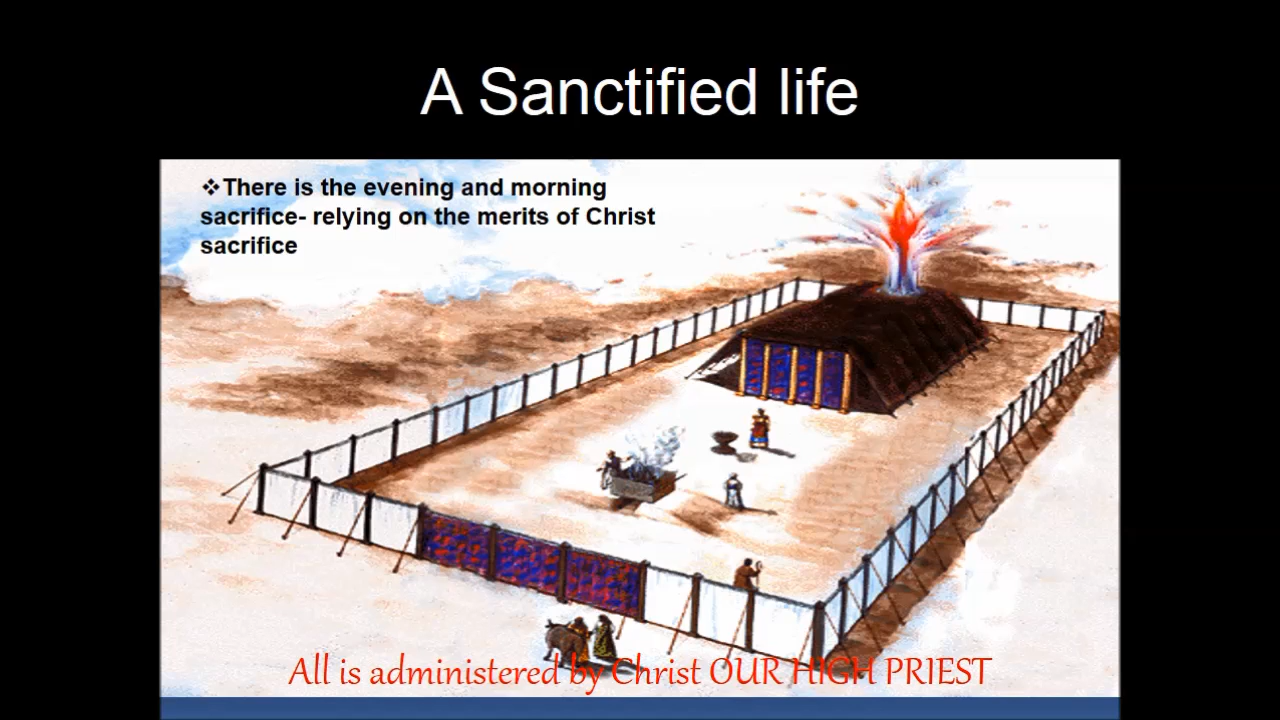 A Sanctified life
❖There is the evening and morning
sacrifice- relying on the merits of Christ
sacrifice
All is administered by Christ OUR HIGH PRIEST